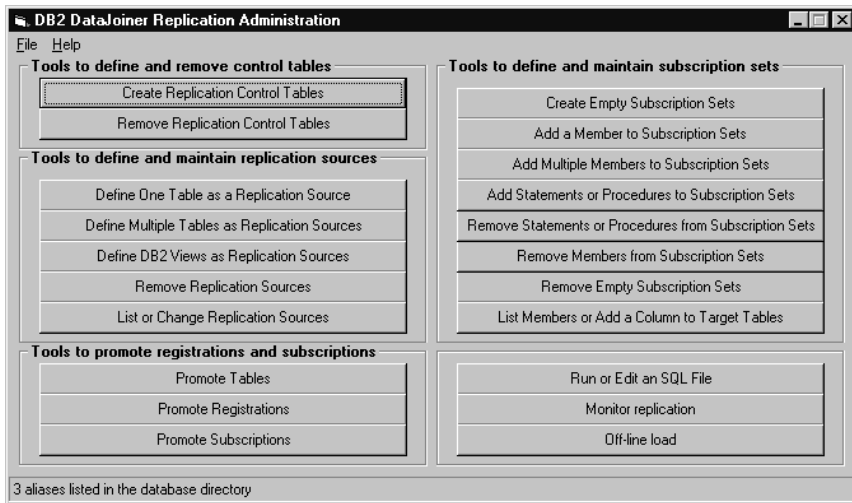 DB2 DataJoiner Replication Administration
File Help
Tools to define and remove control tables
Create Replication Control Tables
Remove Replication Control Tables
Tools to define and maintain replication sources
Define One Table as a Replication Source
Define Multiple Tables as Replication Sources
Define DB2 Views as Replication Sources
Remove Replication Sources
List or Change Replication Sources
Tools to promote registrations and subscriptions
Promote Tables
Promote Registrations
Promote Subscriptions
Tools to define and maintain subscription sets
Create Empty Subscription Sets
Add a Member to Subscription Sets
Add Multiple Members to Subscription Sets
Add Statements or Procedures to Subscription Sets
Remove Statements or Procedures from Subscription Sets
Remove Members from Subscription Sets
Remove Empty Subscription Sets
List Members or Add a Column to Target Tables
Run or Edit an SQL File
Monitor replication
Off-line load
3 aliases listed in the database directory